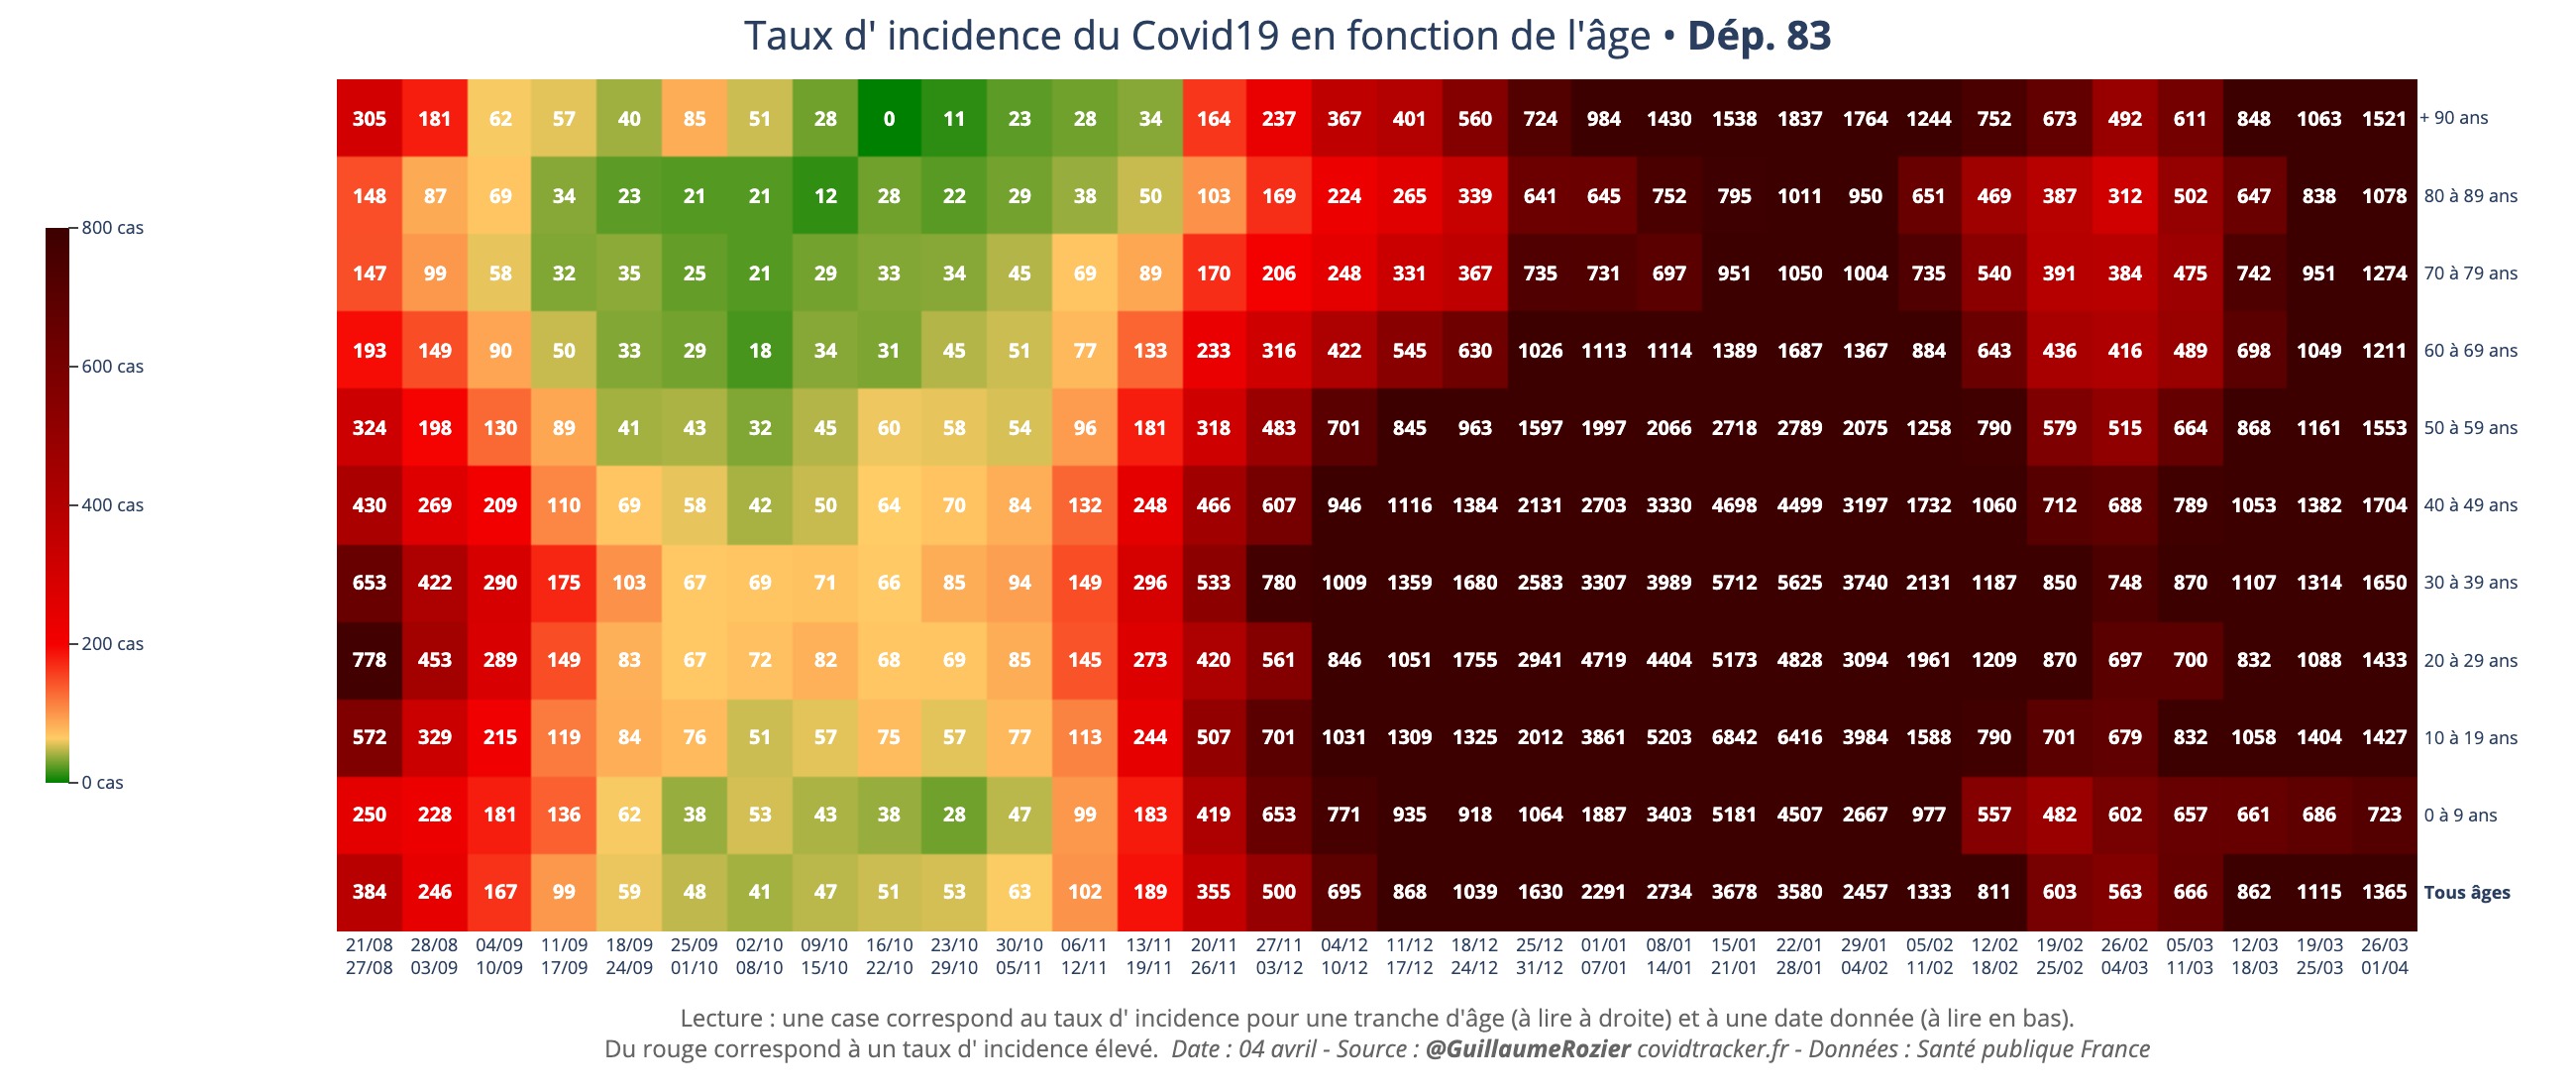 Taux d' incidence du Covid19 en fonction de l'âge • Dép. 83
800 cas
600 cas
400 cas
200 cas
0 cas
305 181 62 57 40 85 51 28 0 11 23 28 34 164 237 367 401 560 724 984 1430 1538 1837 1764 1244 752 673 492 611 848 1063 1521 + 90 ans
148 87 69 34 23 21 21 12 28 22 29 38 50 103 169 224 265 339 641 645 752 795 1011 950 651 469 387 312 502 647 838 1078 80 à 89 ans
147 99 58 32 35 25 21 29 33 34 45 69 89 170 206 248 331 367 735 731 697 951 1050 1004 735 540 391 384 475 742 951 1274 70 à 79 ans
193 149 90 50 33 29 18 34 31 45 51 77 133 233 316 422 545 630 1026 1113 1114 1389 1687 1367 884 643 436 416 489 698 1049 1211 60 à 69 ans
324 198 130 89 41 43 32 45 60 58 54 96 181 318 483 701 845 963 1597 1997 2066 2718 2789 2075 1258 790 579 515 664 868 1161 1553 50 à 59 ans
430 269 209 110 69 58 42 50 64 70 84 132 248 466 607 946 1116 1384 2131 2703 3330 4698 4499 3197 1732 1060 712 688 789 1053 1382 1704 40 à 49 ans
653 422 290 175 103 67 69 71 66 85 94 149 296 533 780 1009 1359 1680 2583 3307 3989 5712 5625 3740 2131 1187 850 748 870 1107 1314 1650 30 à 39 ans
778 453 289 149 83 67 72 82 68 69 85 145 273 420 561 846 1051 1755 2941 4719 4404 5173 4828 3094 1961 1209 870 697 700 832 1088 1433 20 à 29 ans
572 329 215 119 84 76 51 57 75 57 77 113 244 507 701 1031 1309 1325 2012 3861 5203 6842 6416 3984 1588 790 701 679 832 1058 1404 1427 10 à 19 ans
250 228 181 136 62 38 53 43 38 28 47 99 183 419 653 771 935 918 1064 1887 3403 5181 4507 2667 977 557 482 602 657 661 686 723 0 à 9 ans
384 246 167 99 59 48 41 47 51 53 63 102 189 355 500 695 868 1039 1630 2291 2734 3678 3580 2457 1333 811 603 563 666 862 1115 1365 Tous âges
21/08 28/08 04/09 11/09 18/09 25/09 02/10 09/10 16/10 23/10 30/10 06/11 13/11 20/11 27/11 04/12 11/12 18/12 25/12 01/01 08/01 15/01 22/01 29/01 05/02 12/02 19/02 26/02 05/03 12/03 19/03 26/03
27/08 03/09 10/09 17/09 24/09 01/10 08/10 15/10 22/10 29/10 05/11 12/11 19/11 26/11 03/12 10/12 17/12 24/12 31/12 07/01 14/01 21/01 28/01 04/02 11/02 18/02 25/02 04/03 11/03 18/03 25/03 01/04
Lecture : une case correspond au taux d' incidence pour une tranche d'âge (à lire à droite) et à une date donnée (à lire en bas).
Du rouge correspond à un taux d' incidence élevé. Date : 04 avril - Source : @GuillaumeRozier covidtracker.fr - Données : Santé publique France